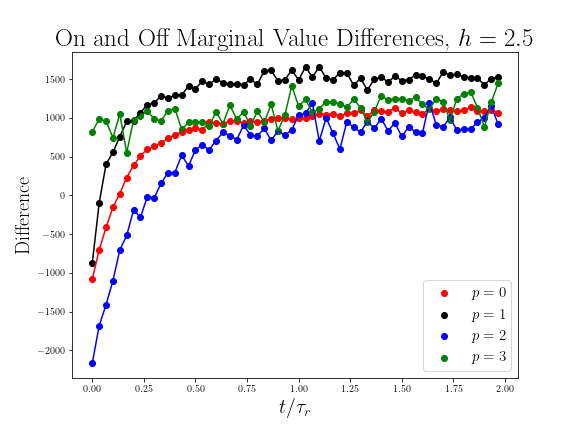 On and Off Marginal Value Differences, h = 2.5
Difference
1500
1000
500
0
−500
−1000
−1500
−2000
p = 0
p = 1
p = 2
p = 3
0.00 0.25 0.50 0.75 1.00 1.25 1.50 1.75 2.00
t/τr